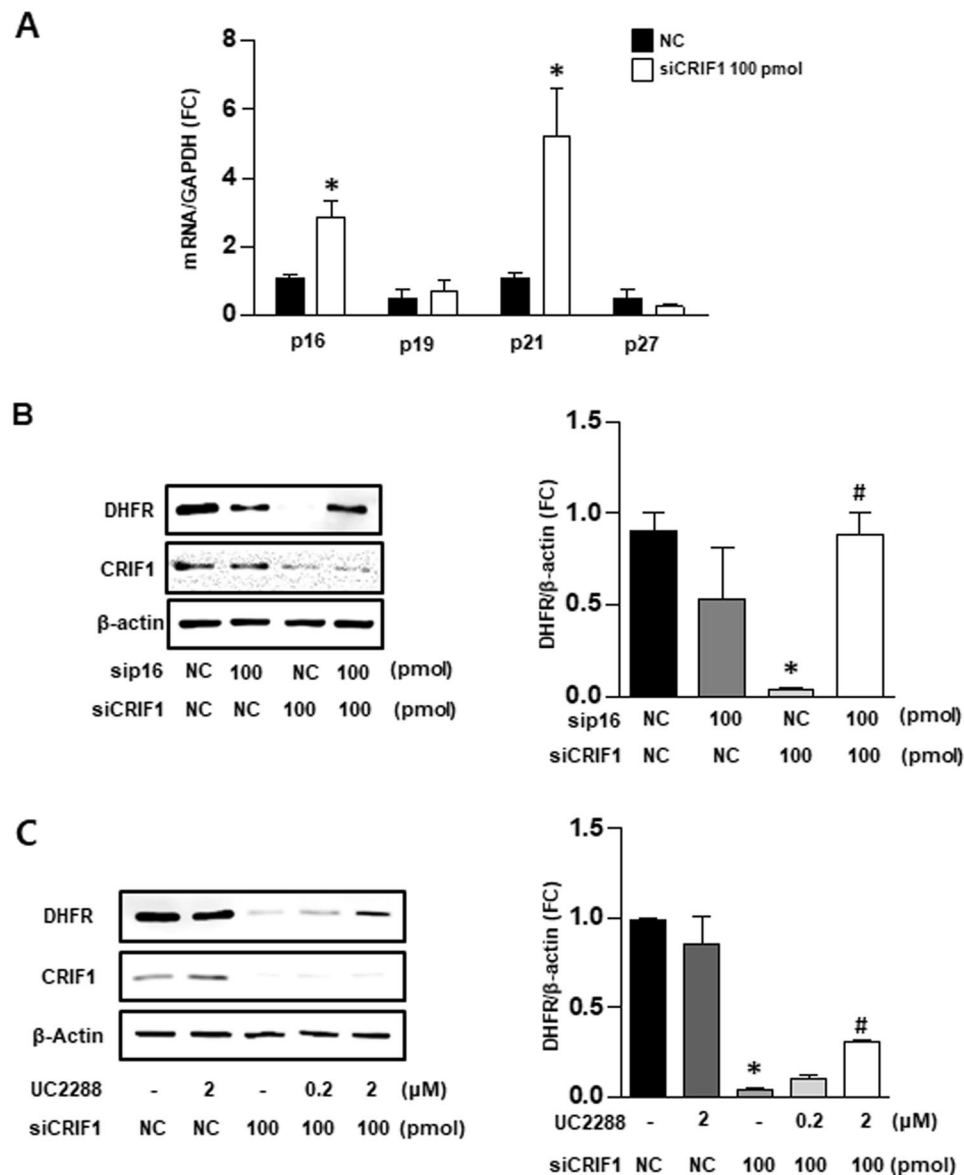 A
NC
siCRIF1 100 pmol
mRNA/GAPDH (FC)
8
6
4
2
0
*
*
p16 p19 p21 p27
B
DHFR
CRIF1
β-actin
sip16 NC 100 NC 100 (pmol)
siCRIF1 NC NC 100 100 (pmol)
DHFR/β-actin (FC)
1.5
1.0
0.5
0.0
*
#
sip16 NC 100 NC 100 (pmol)
siCRIF1 NC NC 100 100 (pmol)
C
DHFR
CRIF1
β-Actin
UC2288 - 2 - 0.2 2 (μM)
siCRIF1 NC NC 100 100 100 (pmol)
DHFR/β-actin (FC)
1.5
1.0
0.5
0.0
*
#
UC2288 - 2 - 0.2 2 (μM)
siCRIF1 NC NC 100 100 100 (pmol)